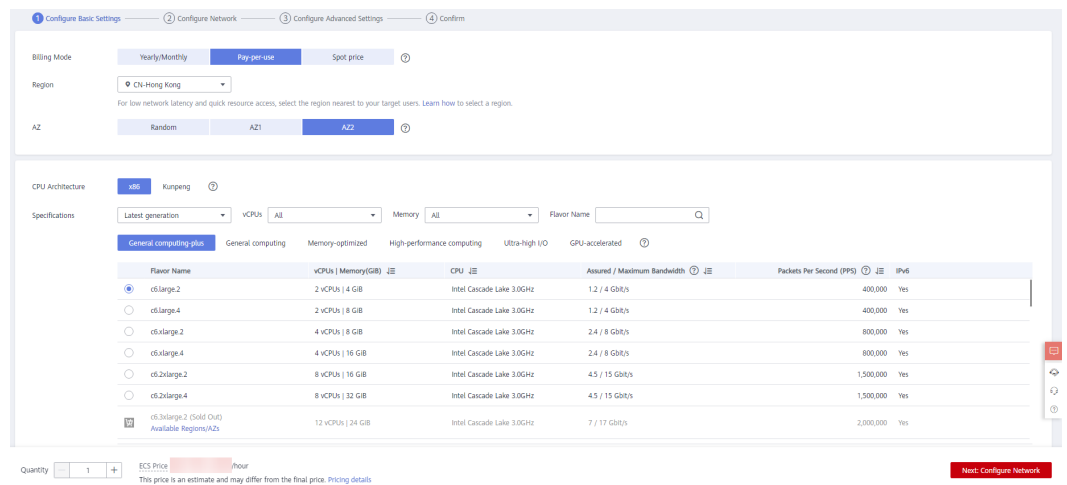 1 Configure Basic Settings 2 Configure Network 3 Configure Advanced Settings 4 Confirm
Billing Mode Yearly/Monthly Pay-per-use Spot price ?
Region CN-Hong Kong
For low network latency and quick resource access, select the region nearest to your target users. Learn how to select a region.
AZ Random AZ1 AZ2 ?
CPU Architecture x86 Kunpeng ?
Specifications Latest generation vCPUs All Memory All Flavor Name
General computing-plus General computing Memory-optimized High-performance computing Ultra-high I/O GPU-accelerated ?
Flavor Name vCPUs | Memory(GiB) CPU Assured / Maximum Bandwidth ? Packets Per Second (PPS) ? IPv6
c6.large.2 2 vCPUs | 4 GiB Intel Cascade Lake 3.0GHz 1.2 / 4 Gbit/s 400,000 Yes
c6.large.4 2 vCPUs | 8 GiB Intel Cascade Lake 3.0GHz 1.2 / 4 Gbit/s 400,000 Yes
c6.xlarge.2 4 vCPUs | 8 GiB Intel Cascade Lake 3.0GHz 2.4 / 8 Gbit/s 800,000 Yes
c6.xlarge.4 4 vCPUs | 16 GiB Intel Cascade Lake 3.0GHz 2.4 / 8 Gbit/s 800,000 Yes
c6.2xlarge.2 8 vCPUs | 16 GiB Intel Cascade Lake 3.0GHz 4.5 / 15 Gbit/s 1,500,000 Yes
c6.2xlarge.4 8 vCPUs | 32 GiB Intel Cascade Lake 3.0GHz 4.5 / 15 Gbit/s 1,500,000 Yes
c6.3xlarge.2 (Sold Out) 12 vCPUs | 24 GiB Intel Cascade Lake 3.0GHz 7 / 17 Gbit/s 2,000,000 Yes
Available Regions/AZs
Quantity − 1 + ECS Price /hour Next: Configure Network
This price is an estimate and may differ from the final price. Pricing details